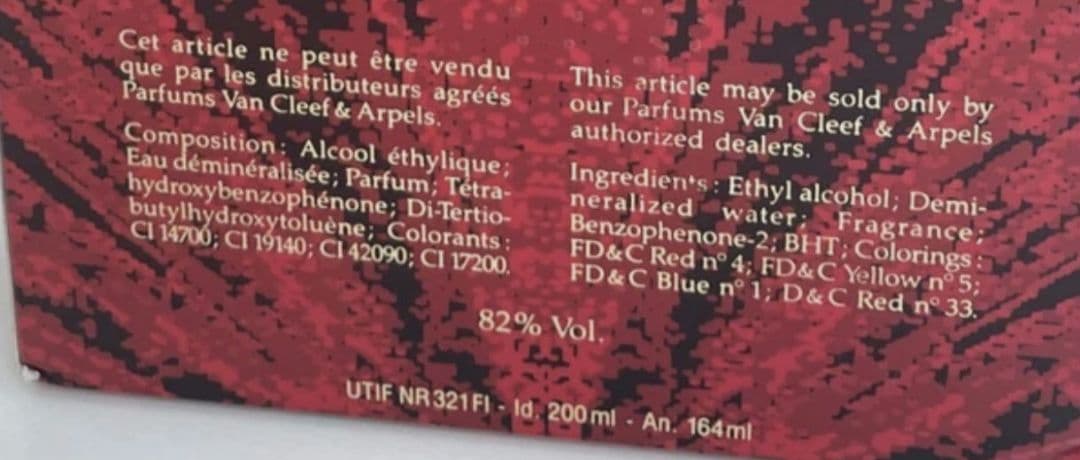 Cet article ne peut être vendu
que par les distributeurs agréés
Parfums Van Cleef & Arpels.
Composition : Alcool éthylique;
Eau déminéralisée; Parfum; Tétra-
hydroxybenzophénone; Di-Tertio-
butylhydroxytoluène; Colorants :
CI 14700; CI 19140; CI 42090; CI 17200.
This article may be sold only by
our Parfums Van Cleef & Arpels
authorized dealers.
Ingredients : Ethyl alcohol; Demi-
neralized water; Fragrance;
Benzophenone-2; BHT; Colorings :
FD&C Red n° 4; FD&C Yellow n° 5;
FD&C Blue n° 1; D&C Red n° 33.
82% Vol.
UTIF NR 321 FI - Id. 200 ml - An. 164 ml